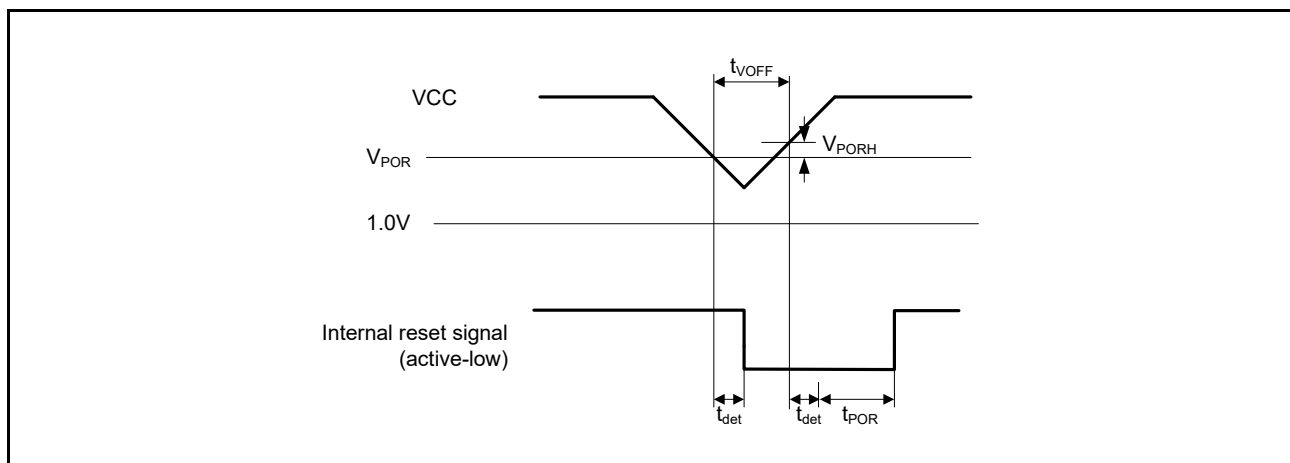 tVOFF
VCC
VPORH
VPOR
1.0V
Internal reset signal
(active-low)
tdet
tdet
tPOR